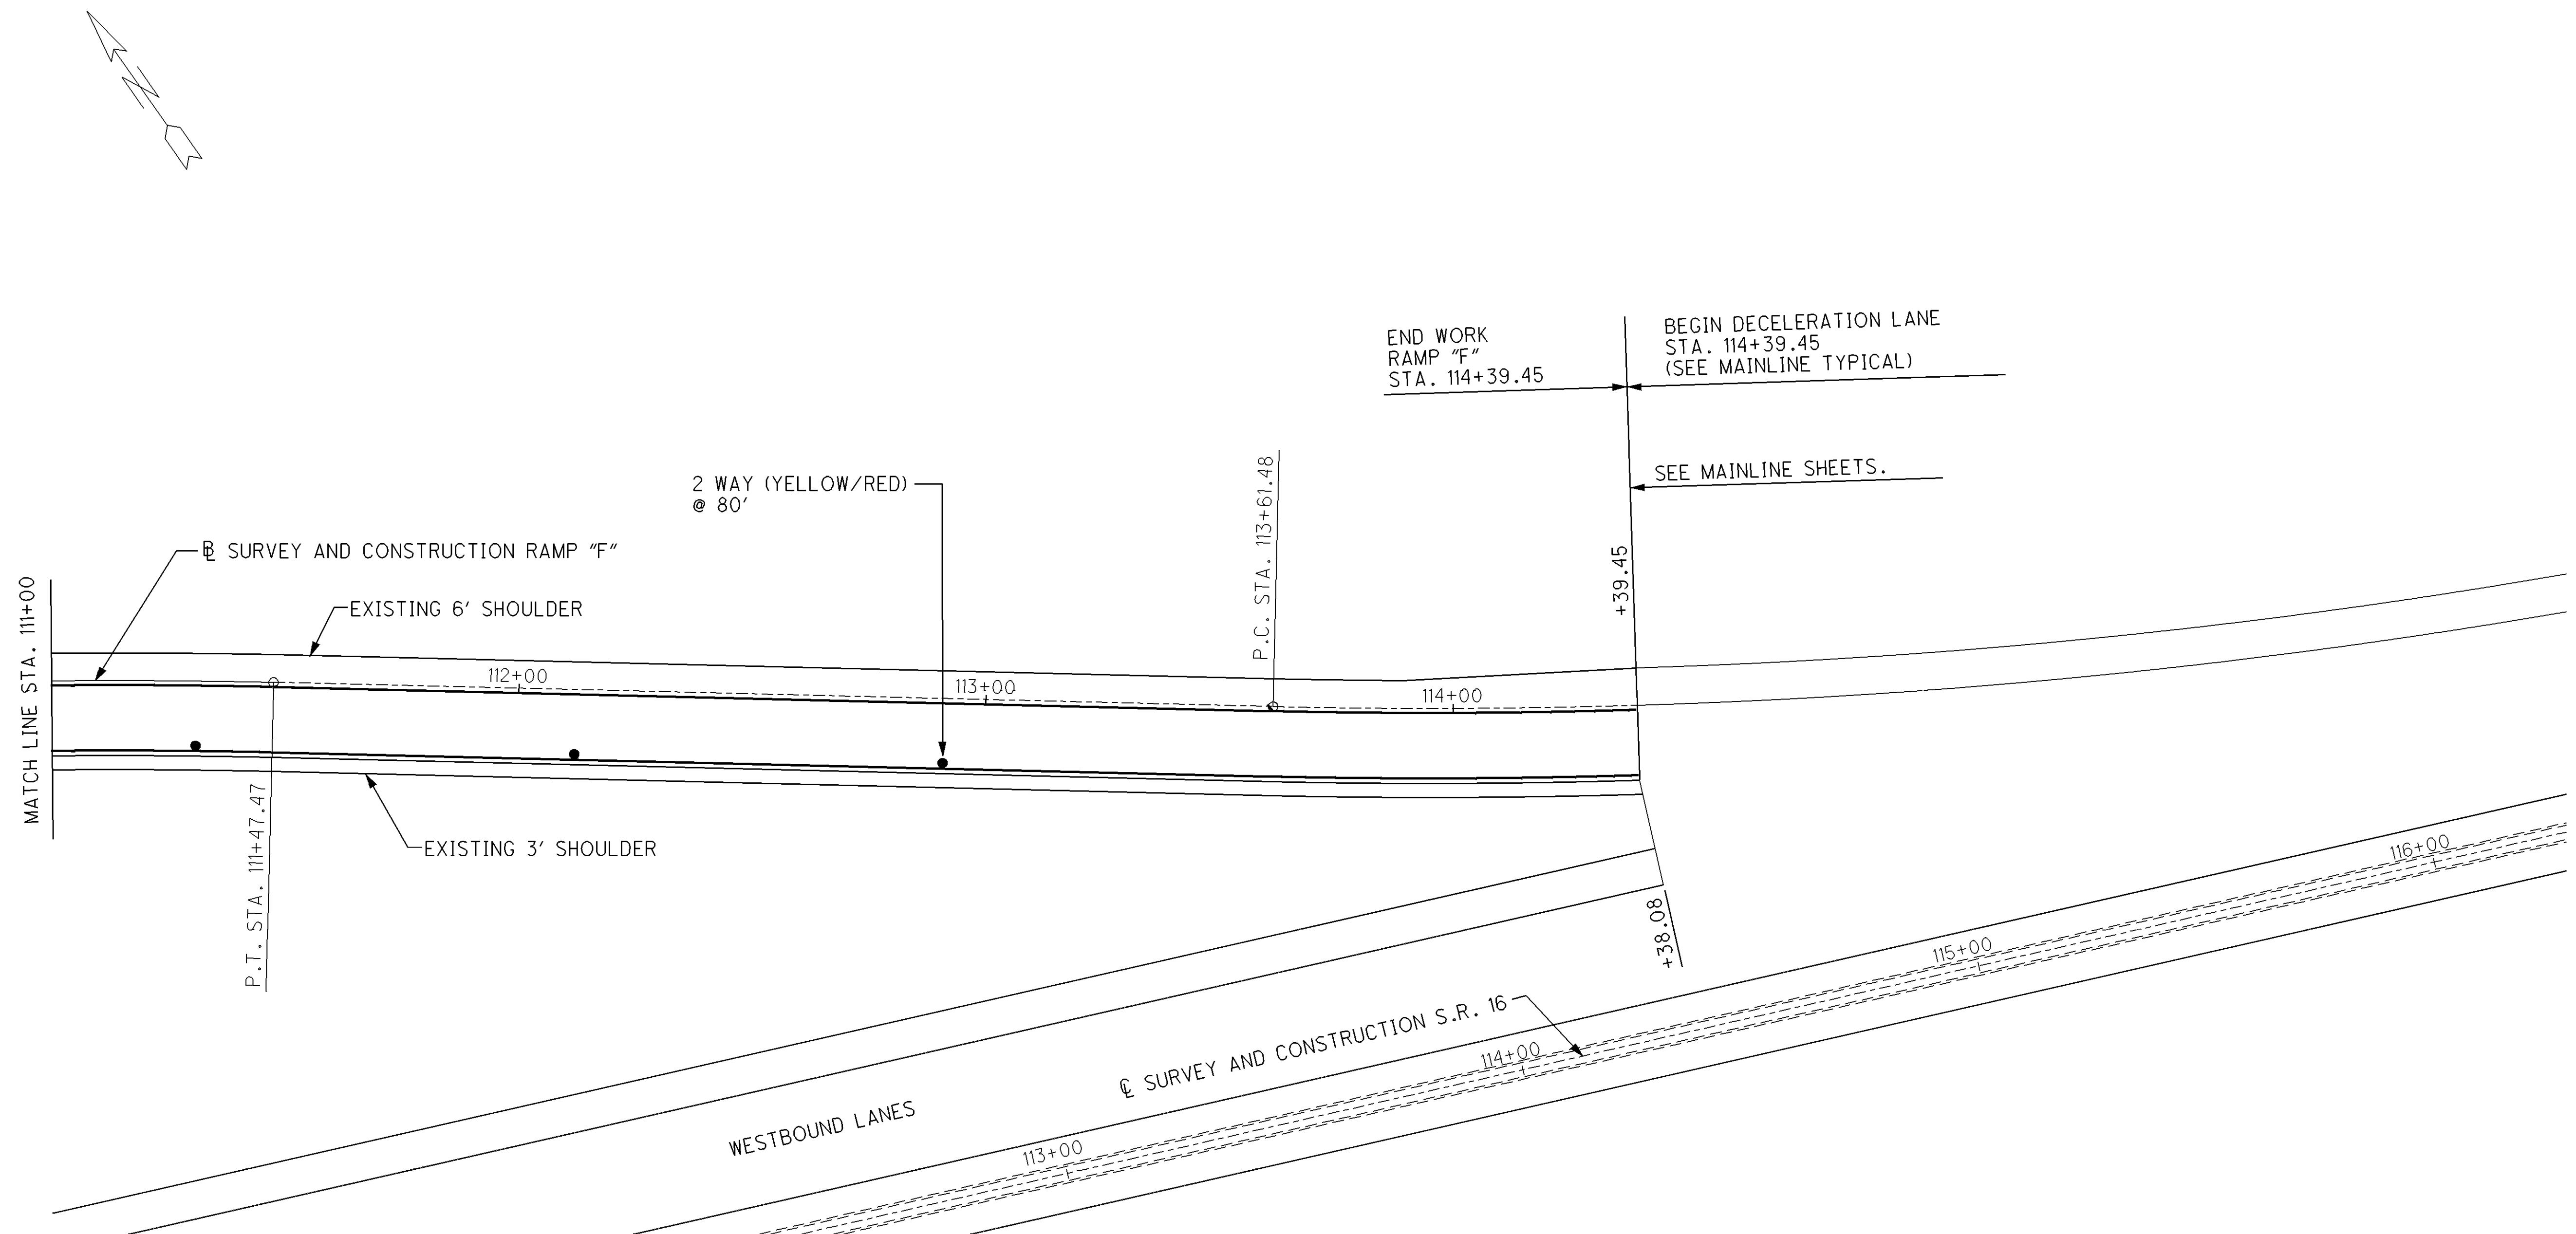 N
END WORK
RAMP "F"
STA. 114+39.45
BEGIN DECELERATION LANE
STA. 114+39.45
(SEE MAINLINE TYPICAL)
SEE MAINLINE SHEETS.
2 WAY (YELLOW/RED)
@ 80'
P.C. STA. 113+61.48
+39.45
℄ SURVEY AND CONSTRUCTION RAMP "F"
EXISTING 6' SHOULDER
MATCH LINE STA. 111+00
112+00
113+00
114+00
P.T. STA. 111+47.47
EXISTING 3' SHOULDER
+38.08
116+00
115+00
114+00
113+00
℄ SURVEY AND CONSTRUCTION S.R. 16
WESTBOUND LANES